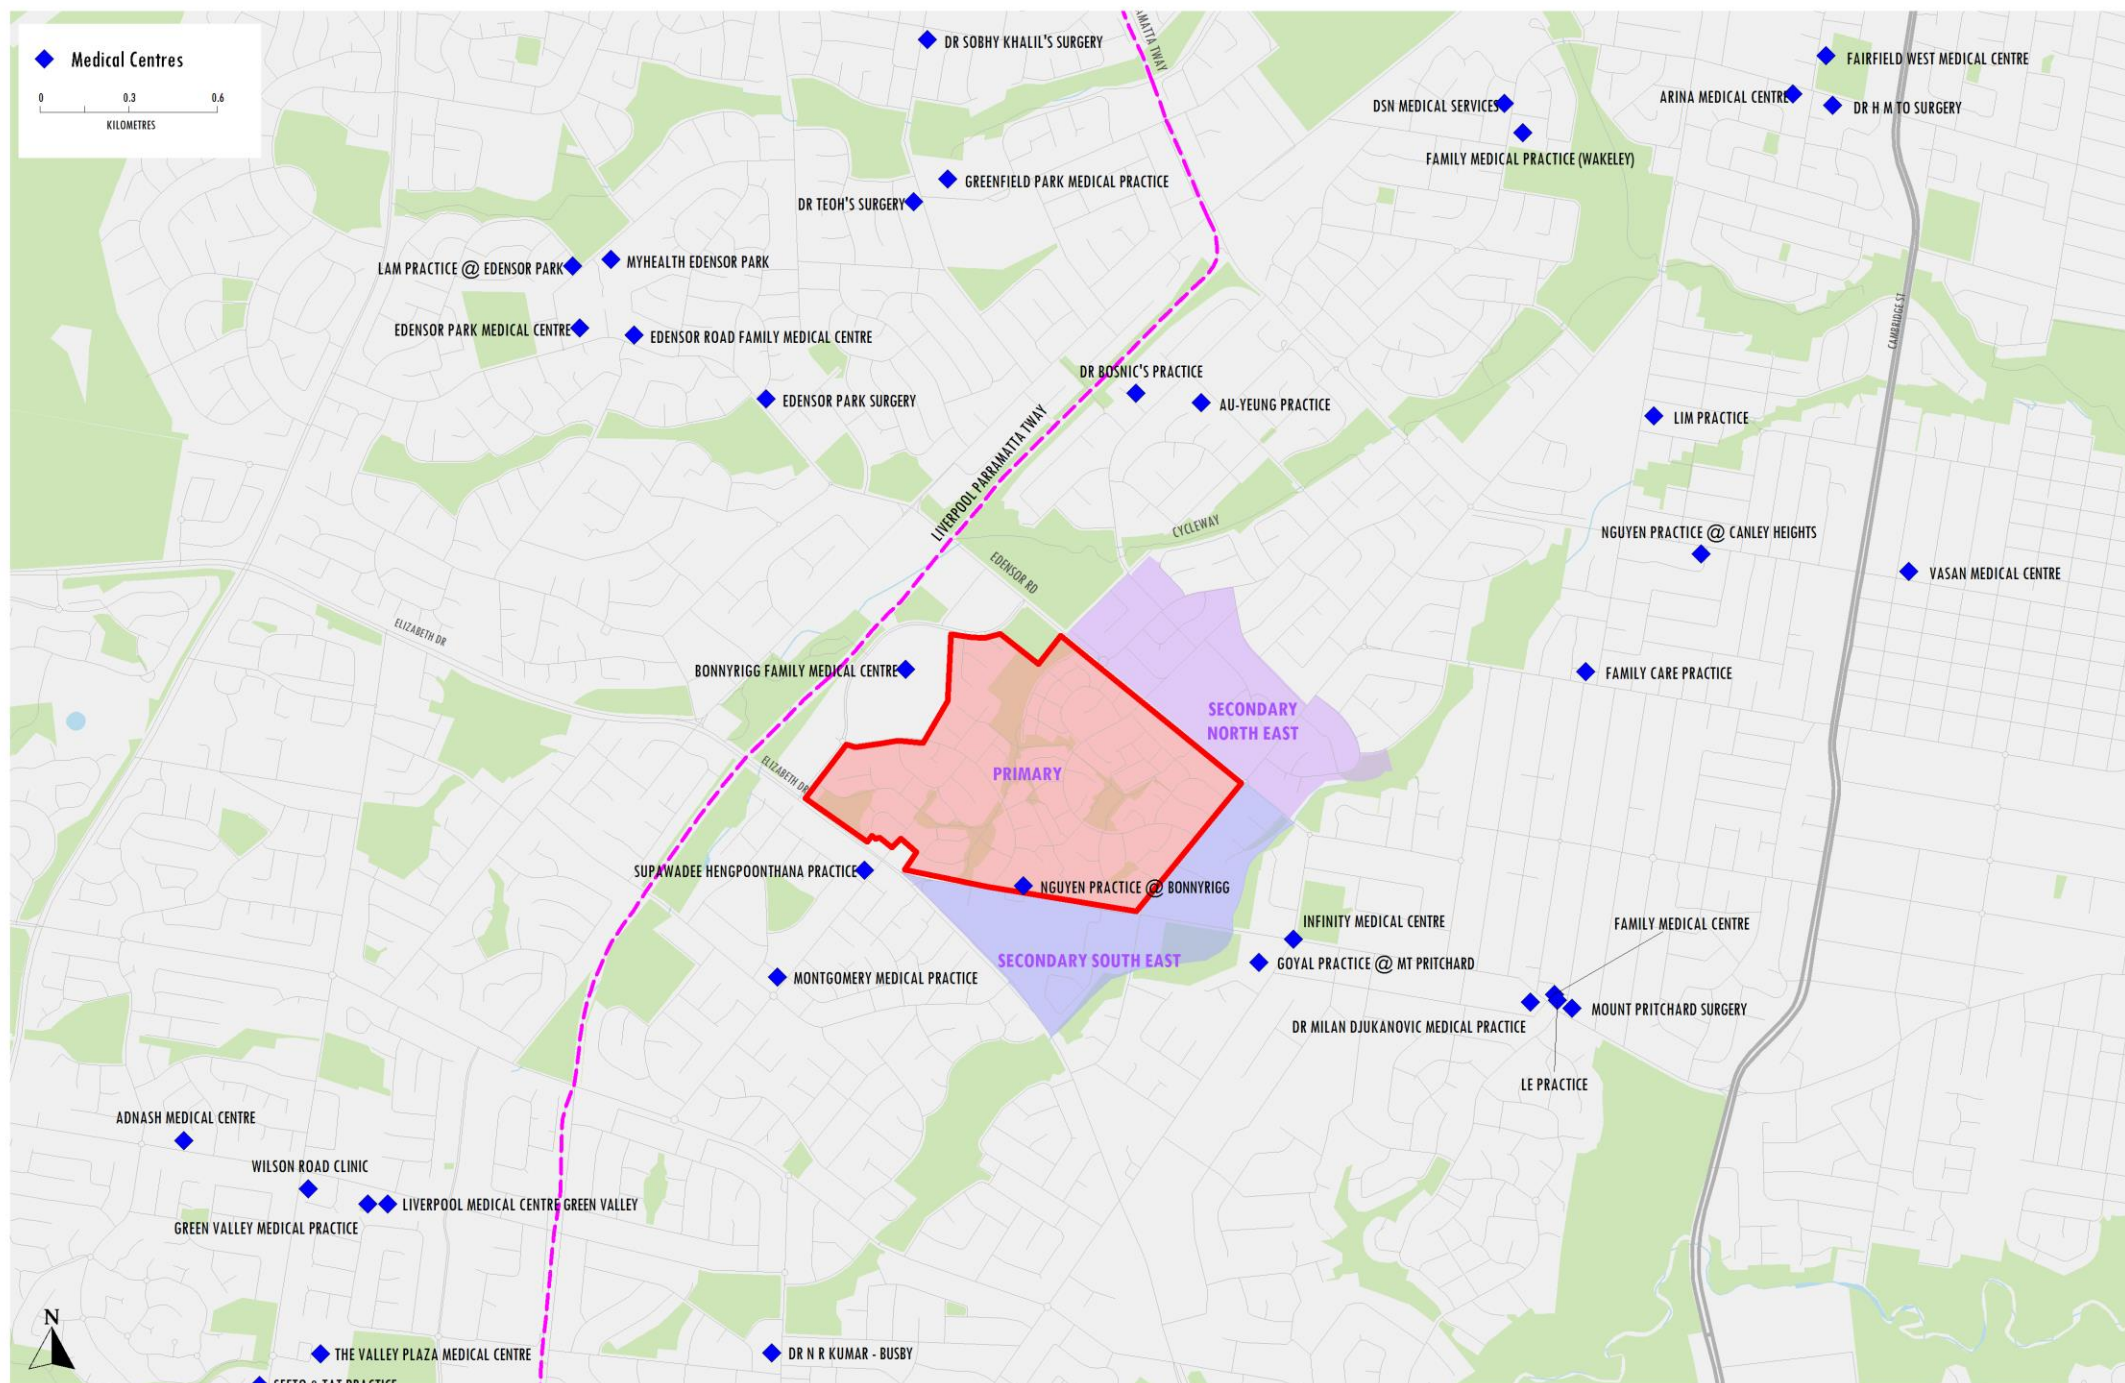 Medical Centres
0 0.3 0.6
KILOMETRES
DR SOBHY KHALIL'S SURGERY
MATTA TWAY
FAIRFIELD WEST MEDICAL CENTRE
ARINA MEDICAL CENTRE
DSN MEDICAL SERVICES
DR H M TO SURGERY
FAMILY MEDICAL PRACTICE (WAKELEY)
GREENFIELD PARK MEDICAL PRACTICE
DR TEOH'S SURGERY
MYHEALTH EDENSOR PARK
LAM PRACTICE @ EDENSOR PARK
CAMBRIDGE ST
EDENSOR PARK MEDICAL CENTRE
EDENSOR ROAD FAMILY MEDICAL CENTRE
DR BOSNIC'S PRACTICE
EDENSOR PARK SURGERY
AU-YEUNG PRACTICE
LIM PRACTICE
LIVERPOOL PARRAMATTA TWAY
CYCLEWAY
NGUYEN PRACTICE @ CANLEY HEIGHTS
EDENSOR RD
VASAN MEDICAL CENTRE
ELIZABETH DR
BONNYRIGG FAMILY MEDICAL CENTRE
FAMILY CARE PRACTICE
SECONDARY
NORTH EAST
PRIMARY
ELIZABETH DR
SUPAWADEE HENGPOONTHANA PRACTICE
NGUYEN PRACTICE @ BONNYRIGG
INFINITY MEDICAL CENTRE
FAMILY MEDICAL CENTRE
SECONDARY SOUTH EAST
GOYAL PRACTICE @ MT PRITCHARD
MONTGOMERY MEDICAL PRACTICE
MOUNT PRITCHARD SURGERY
DR MILAN DJUKANOVIC MEDICAL PRACTICE
LE PRACTICE
ADNASH MEDICAL CENTRE
WILSON ROAD CLINIC
LIVERPOOL MEDICAL CENTRE GREEN VALLEY
GREEN VALLEY MEDICAL PRACTICE
N
THE VALLEY PLAZA MEDICAL CENTRE
DR N R KUMAR - BUSBY